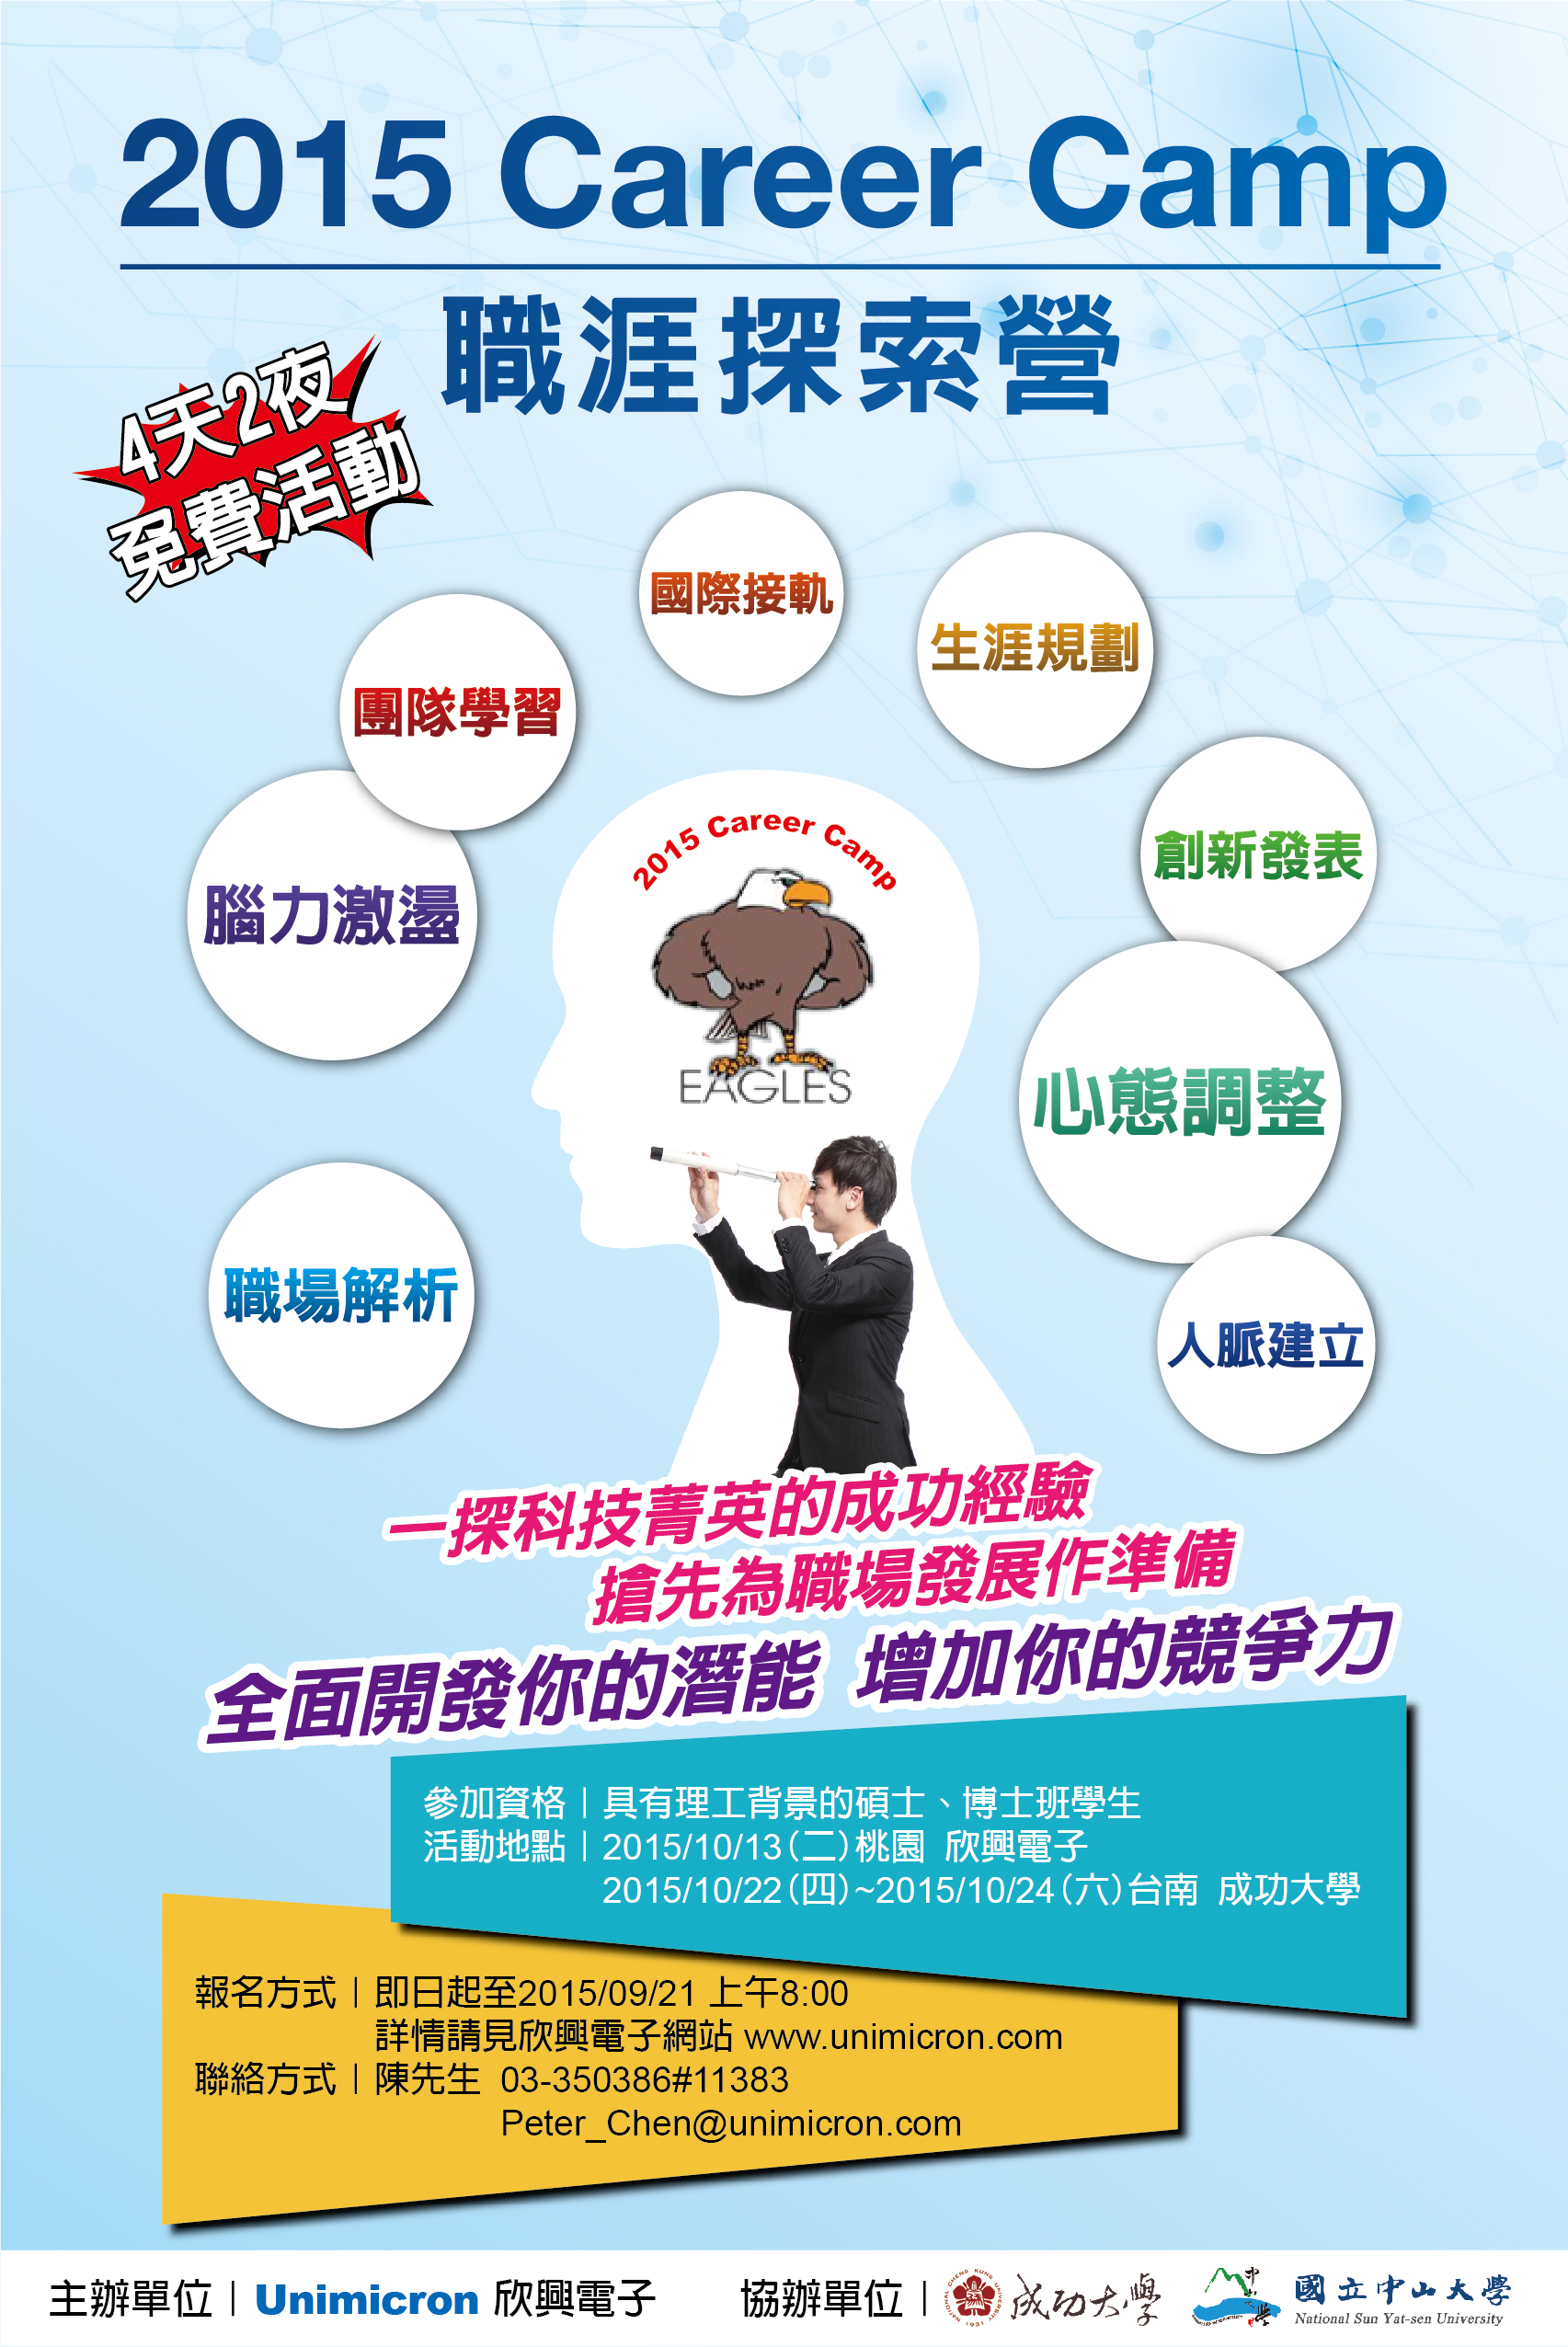 2015 Career Camp
職涯探索營
4天2夜
免費活動
國際接軌
生涯規劃
團隊學習
創新發表
腦力激盪
心態調整
職場解析
人脈建立
2015 Career Camp
EAGLES
一探科技菁英的成功經驗
搶先為職場發展作準備
全面開發你的潛能 增加你的競爭力
參加資格｜具有理工背景的碩士、博士班學生
活動地點｜2015/10/13(二)桃園 欣興電子
2015/10/22(四)~2015/10/24(六)台南 成功大學
報名方式｜即日起至2015/09/21 上午8:00
詳情請見欣興電子網站 www.unimicron.com
聯絡方式｜陳先生 03-350386#11383
Peter_Chen@unimicron.com
主辦單位｜Unimicron 欣興電子 協辦單位｜成功大學 國立中山大學
National Sun Yat-sen University